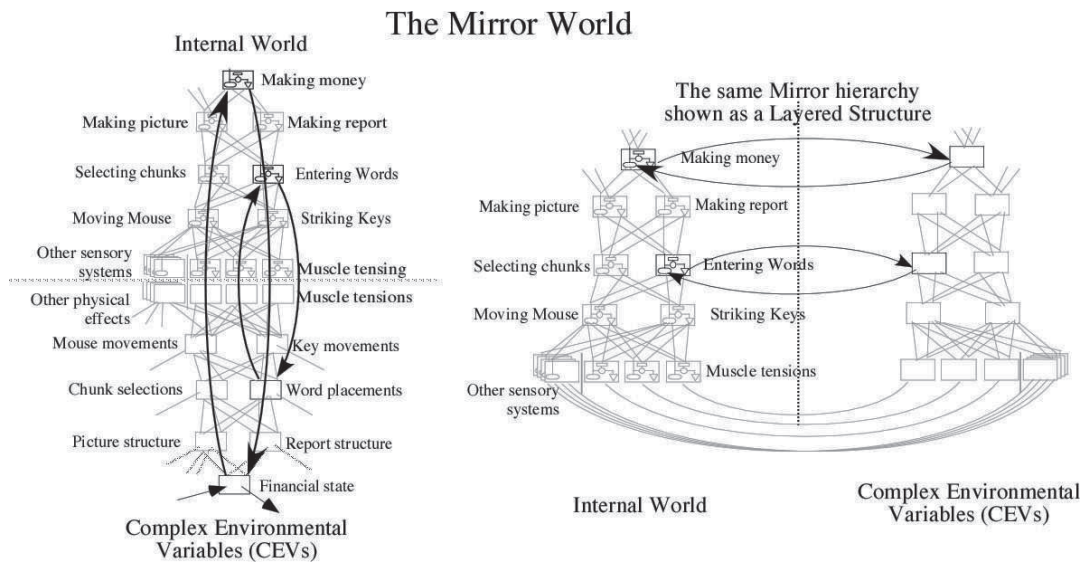 The Mirror World
Internal World
Making money
Making picture
Making report
Selecting chunks
Entering Words
Moving Mouse
Striking Keys
Other sensory
systems
Muscle tensing
Other physical
effects
Muscle tensions
Mouse movements
Key movements
Chunk selections
Word placements
Picture structure
Report structure
Financial state
Complex Environmental
Variables (CEVs)
The same Mirror hierarchy
shown as a Layered Structure
Making money
Making picture
Making report
Selecting chunks
Entering Words
Moving Mouse
Striking Keys
Muscle tensions
Other sensory
systems
Internal World
Complex Environmental
Variables (CEVs)